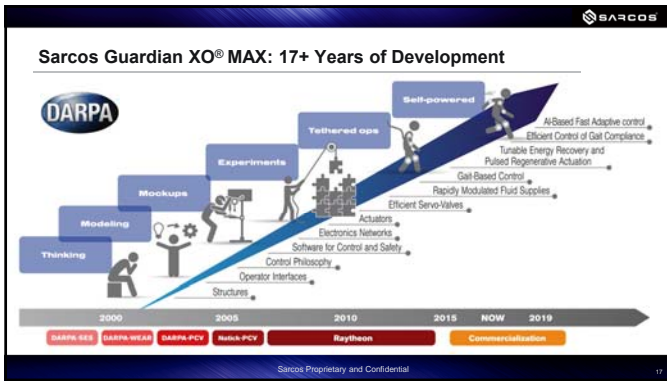 SARCOS
Sarcos Guardian XO® MAX: 17+ Years of Development
DARPA
Self-powered
Tethered ops
Experiments
Mockups
Modeling
Thinking
AI-Based Fast Adaptive control
Efficient Control of Gait Compliance
Tunable Energy Recovery and
Pulsed Regenerative Actuation
Gait-Based Control
Rapidly Modulated Fluid Supplies
Efficient Servo-Valves
Actuators
Electronics Networks
Software for Control and Safety
Control Philosophy
Operator Interfaces
Structures
2000 2005 2010 2015 NOW 2019
DARPA-SES DARPA-WEAR DARPA-PCV Natick-PCV Raytheon Commercialization
Sarcos Proprietary and Confidential
17